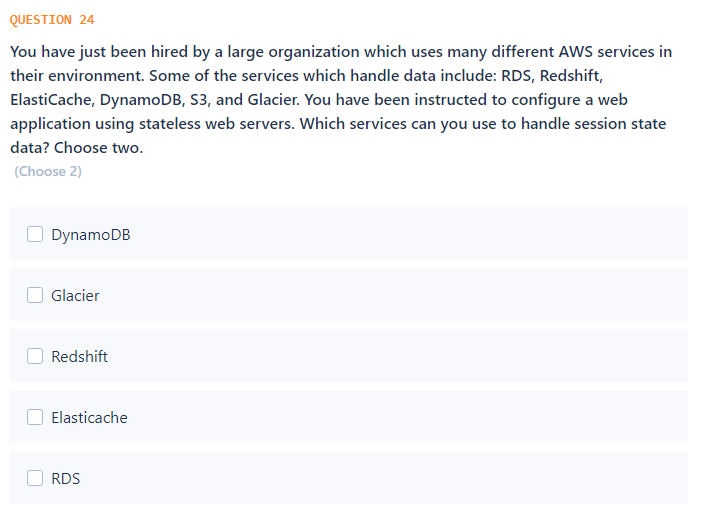 QUESTION 24
You have just been hired by a large organization which uses many different AWS services in
their environment. Some of the services which handle data include: RDS, Redshift,
ElastiCache, DynamoDB, S3, and Glacier. You have been instructed to configure a web
application using stateless web servers. Which services can you use to handle session state
data? Choose two.
(Choose 2)
DynamoDB
Glacier
Redshift
Elasticache
RDS